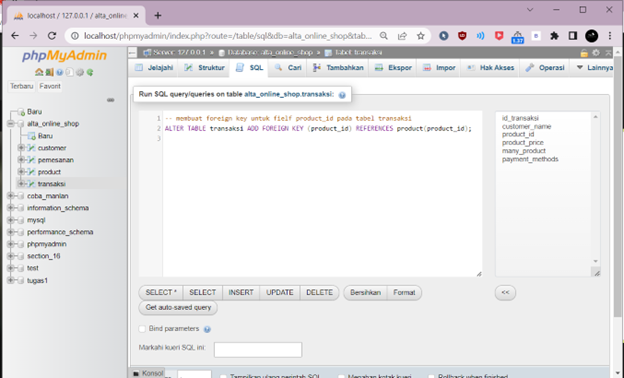 localhost / 127.0.0.1 / alta_onlin
localhost/phpmyadmin/index.php?route=/table/sql&db=alta_online_shop&tab...
1.37
phpMyAdmin
Terbaru Favorit
Baru
alta_online_shop
Baru
customer
pemesanan
product
transaksi
coba_manian
information_schema
mysql
performance_schema
phpmyadmin
section_16
test
tugas1
Server: 127.0.0.1 » Database: alta_online_shop » Tabel: transaksi
Jelajahi Struktur SQL Cari Tambahkan Ekspor Impor Hak Akses Operasi Lainnya
Run SQL query/queries on table alta_online_shop.transaksi:
1 -- membuat foreign key untuk fielf product_id pada tabel transaksi
2 ALTER TABLE transaksi ADD FOREIGN KEY (product_id) REFERENCES product(product_id);
3
id_transaksi
customer_name
product_id
product_price
many_product
payment_methods
SELECT * SELECT INSERT UPDATE DELETE Bersihkan Format <<
Get auto-saved query
Bind parameters
Markahi kueri SQL ini:
Konsol
Tampilkan ulang perintah SQL Menahan kotak kueri Rollback when finished